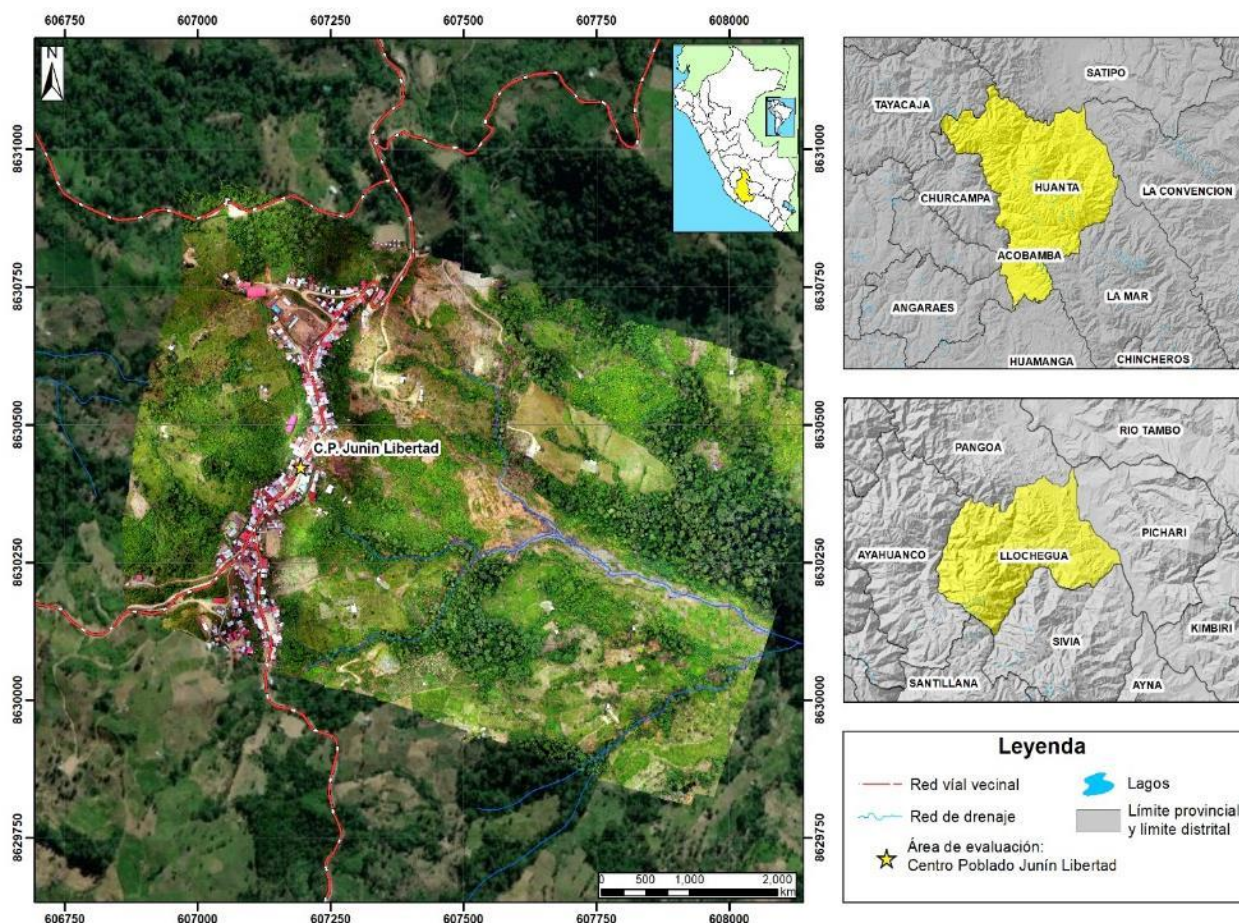 606750 607000 607250 607500 607750 608000
N
8631000
8630750
8630500
8630250
8630000
8629750
C.P. Junin Libertad
8631000
8630750
8630500
8630250
8630000
8629750
0 500 1,000 2,000
km
606750 607000 607250 607500 607750 608000
SATIPO
TAYACAJA
HUANTA
LA CONVENCION
CHURCAMPA
ACOBAMBA
LA MAR
ANGARAES
HUAMANGA
CHINCHEROS
RIO TAMBO
PANGOA
PICHARI
AYAHUANCO
LLOCHEGUA
KIMBIRI
SIVIA
SANTILLANA
AYNA
Leyenda
Red víal vecinal
Lagos
Red de drenaje
Límite provincial
y límite distrital
Área de evaluación:
Centro Poblado Junín Libertad